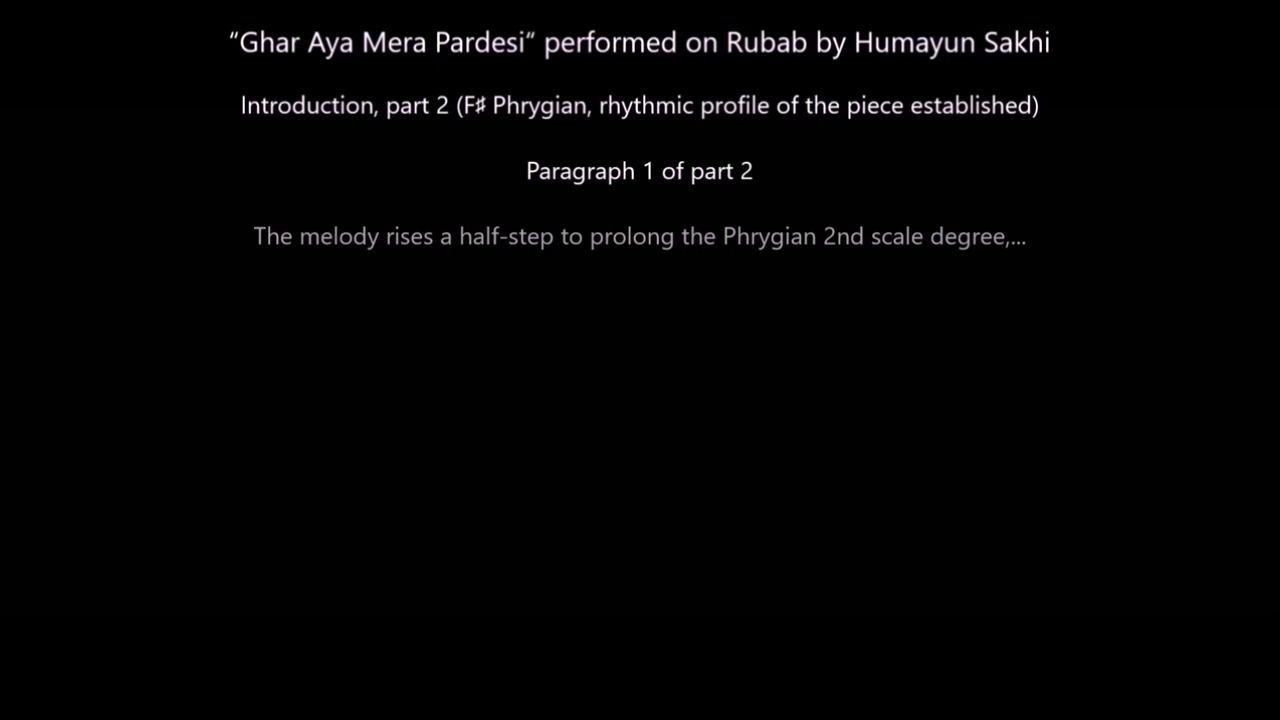 “Ghar Aya Mera Pardesi“ performed on Rubab by Humayun Sakhi
Introduction, part 2 (F♯ Phrygian, rhythmic profile of the piece established)
Paragraph 1 of part 2
The melody rises a half-step to prolong the Phrygian 2nd scale degree,...